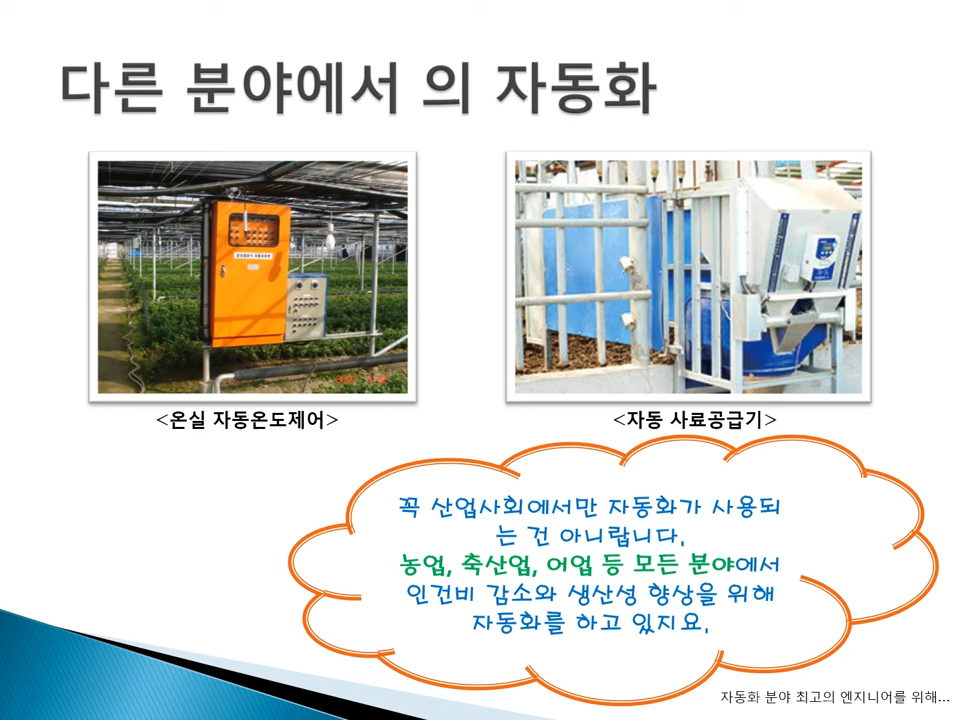 다른 분야에서 의 자동화
<온실 자동온도제어>
<자동 사료공급기>
꼭 산업사회에서만 자동화가 사용되
는 건 아니랍니다.
농업, 축산업, 어업 등 모든 분야에서
인건비 감소와 생산성 향상을 위해
자동화를 하고 있지요.
자동화 분야 최고의 엔지니어를 위해...